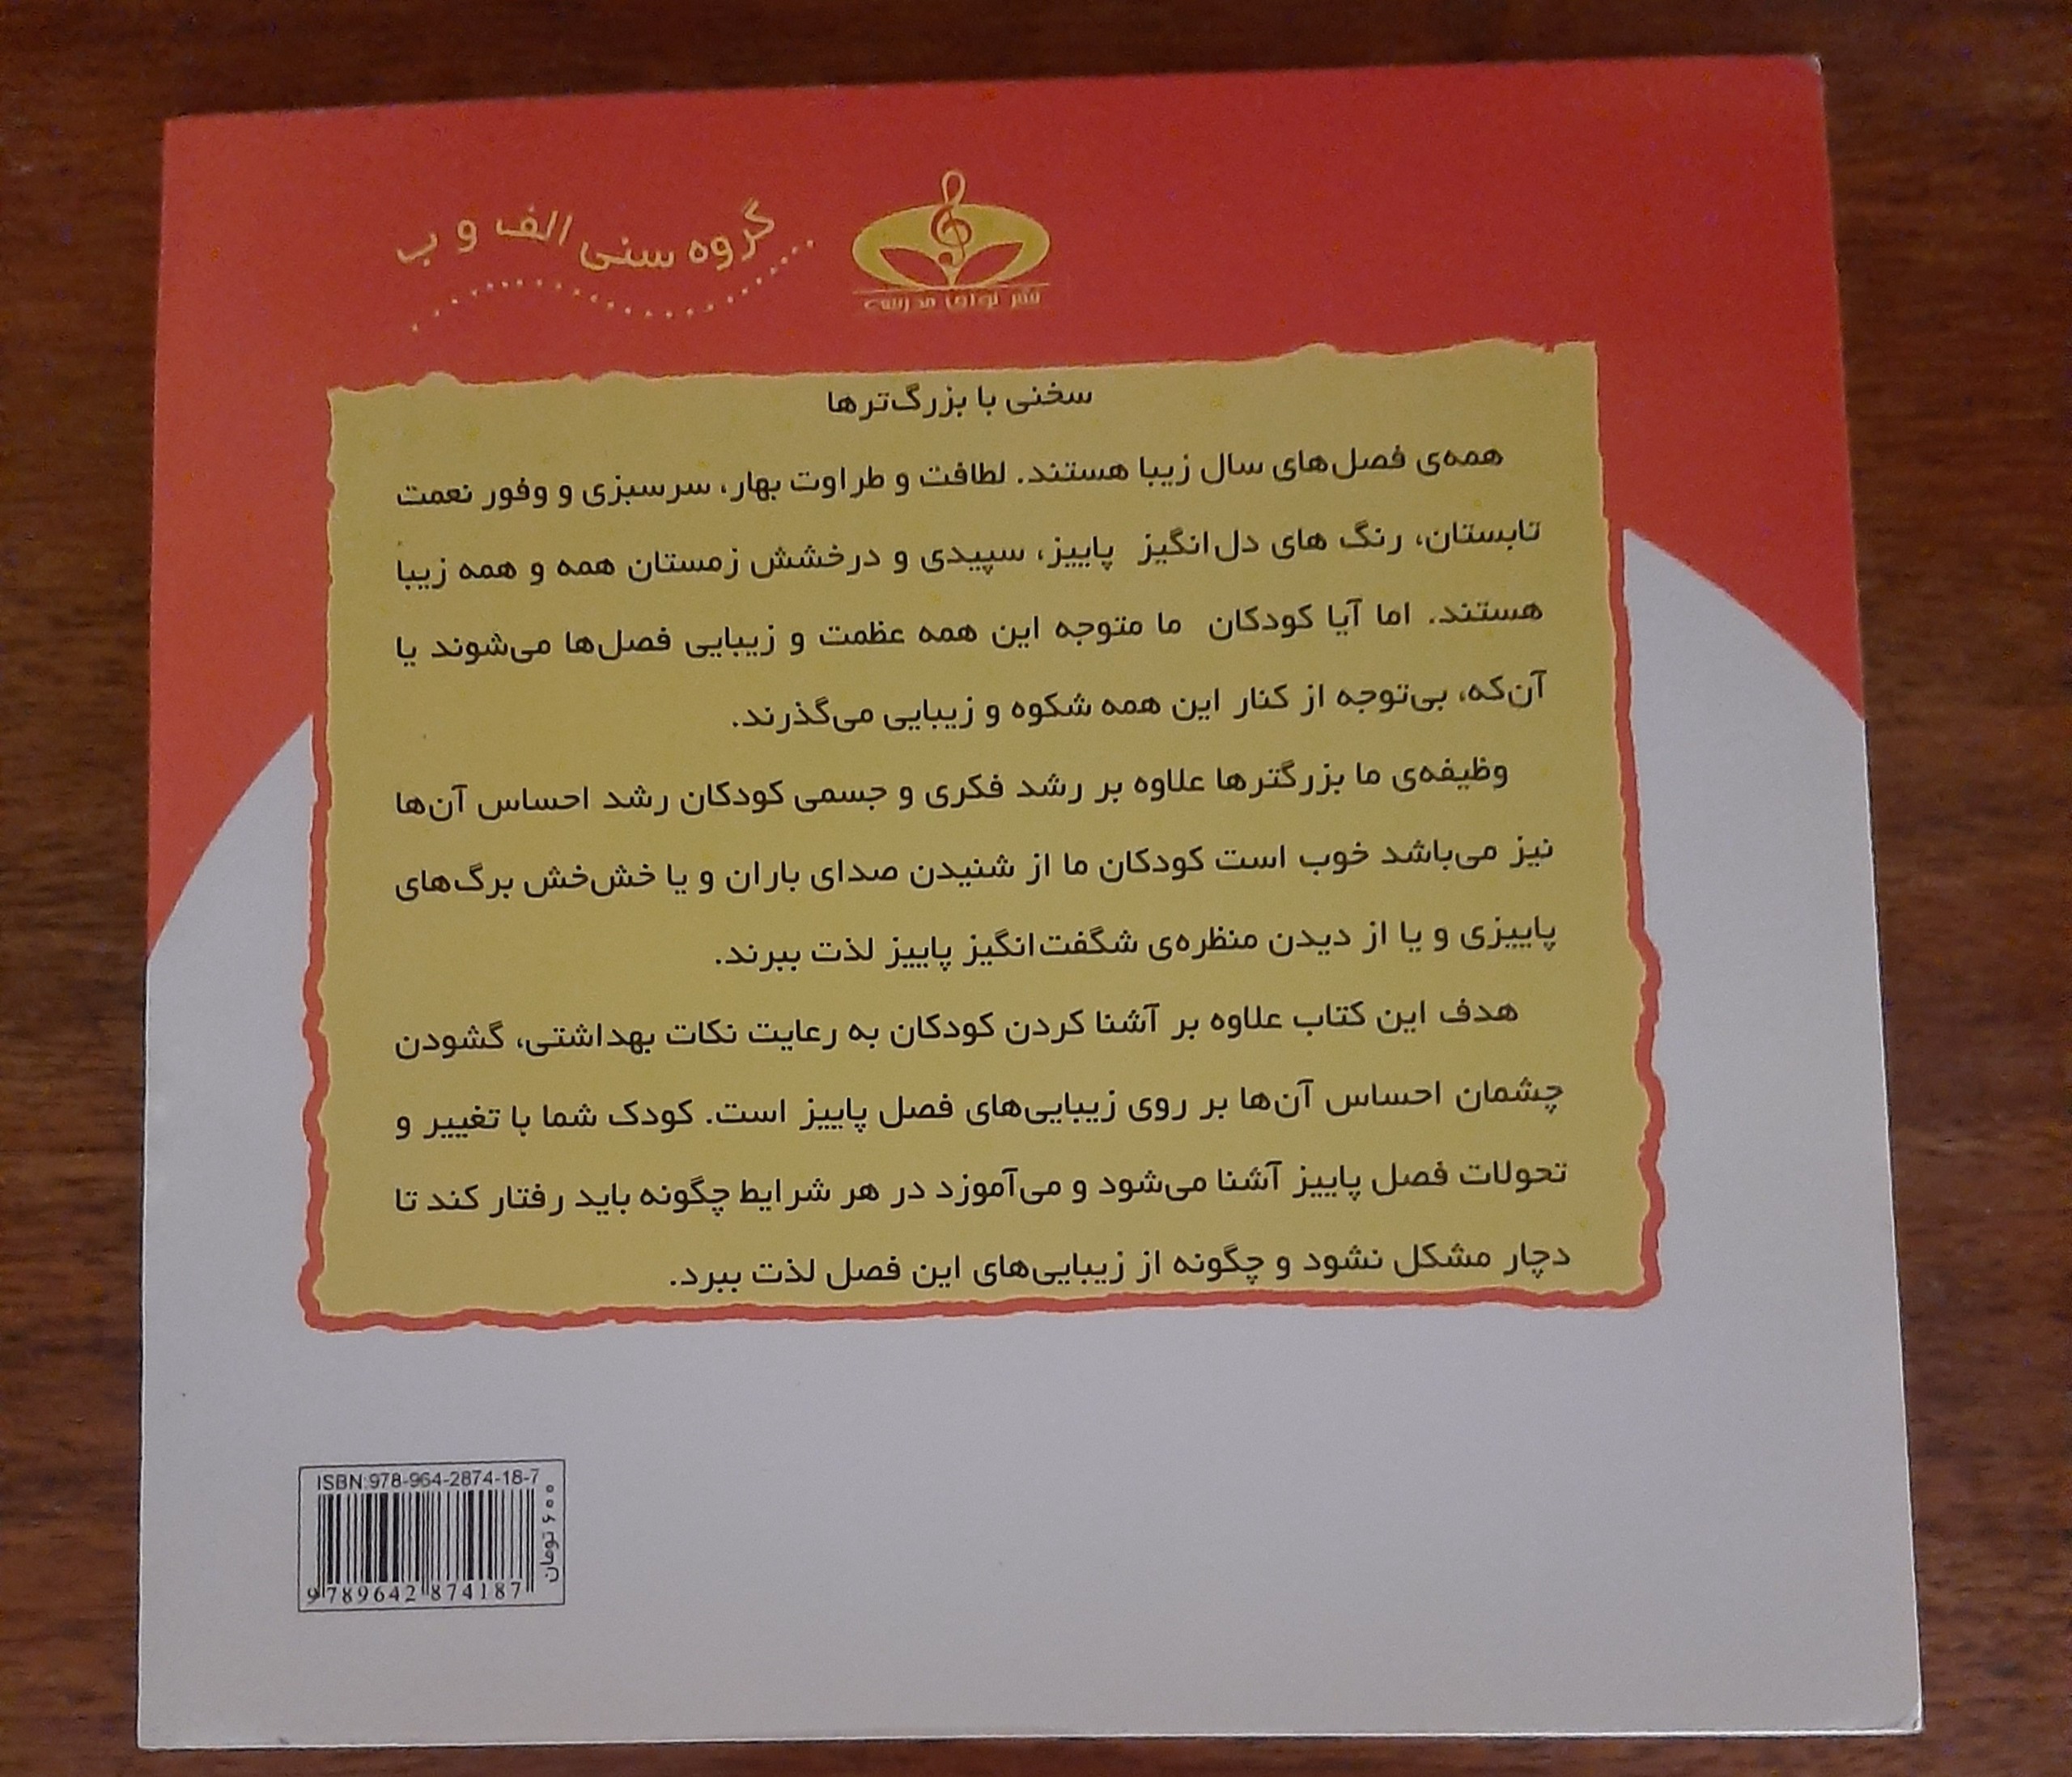 گروه سنی الف و ب
نشر نوای مدرسه
سخنی با بزرگ‌ترها
همه‌ی فصل‌های سال زیبا هستند. لطافت و طراوت بهار، سرسبزی و وفور نعمت
تابستان، رنگ های دل‌انگیز پاییز، سپیدی و درخشش زمستان همه و همه زیبا
هستند. اما آیا کودکان ما متوجه این همه عظمت و زیبایی فصل‌ها می‌شوند یا
آن‌که، بی‌توجه از کنار این همه شکوه و زیبایی می‌گذرند.
وظیفه‌ی ما بزرگترها علاوه بر رشد فکری و جسمی کودکان رشد احساس آن‌ها
نیز می‌باشد خوب است کودکان ما از شنیدن صدای باران و یا خش‌خش برگ‌های
پاییزی و یا از دیدن منظره‌ی شگفت‌انگیز پاییز لذت ببرند.
هدف این کتاب علاوه بر آشنا کردن کودکان به رعایت نکات بهداشتی، گشودن
چشمان احساس آن‌ها بر روی زیبایی‌های فصل پاییز است. کودک شما با تغییر و
تحولات فصل پاییز آشنا می‌شود و می‌آموزد در هر شرایط چگونه باید رفتار کند تا
دچار مشکل نشود و چگونه از زیبایی‌های این فصل لذت ببرد.
ISBN:978-964-2874-18-7
9 789642 874187
۶۰۰۰ تومان